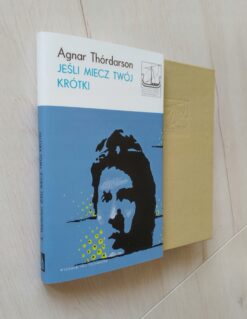 Agnar Thórdarson
JEŚLI MIECZ TWÓJ
KRÓTKI